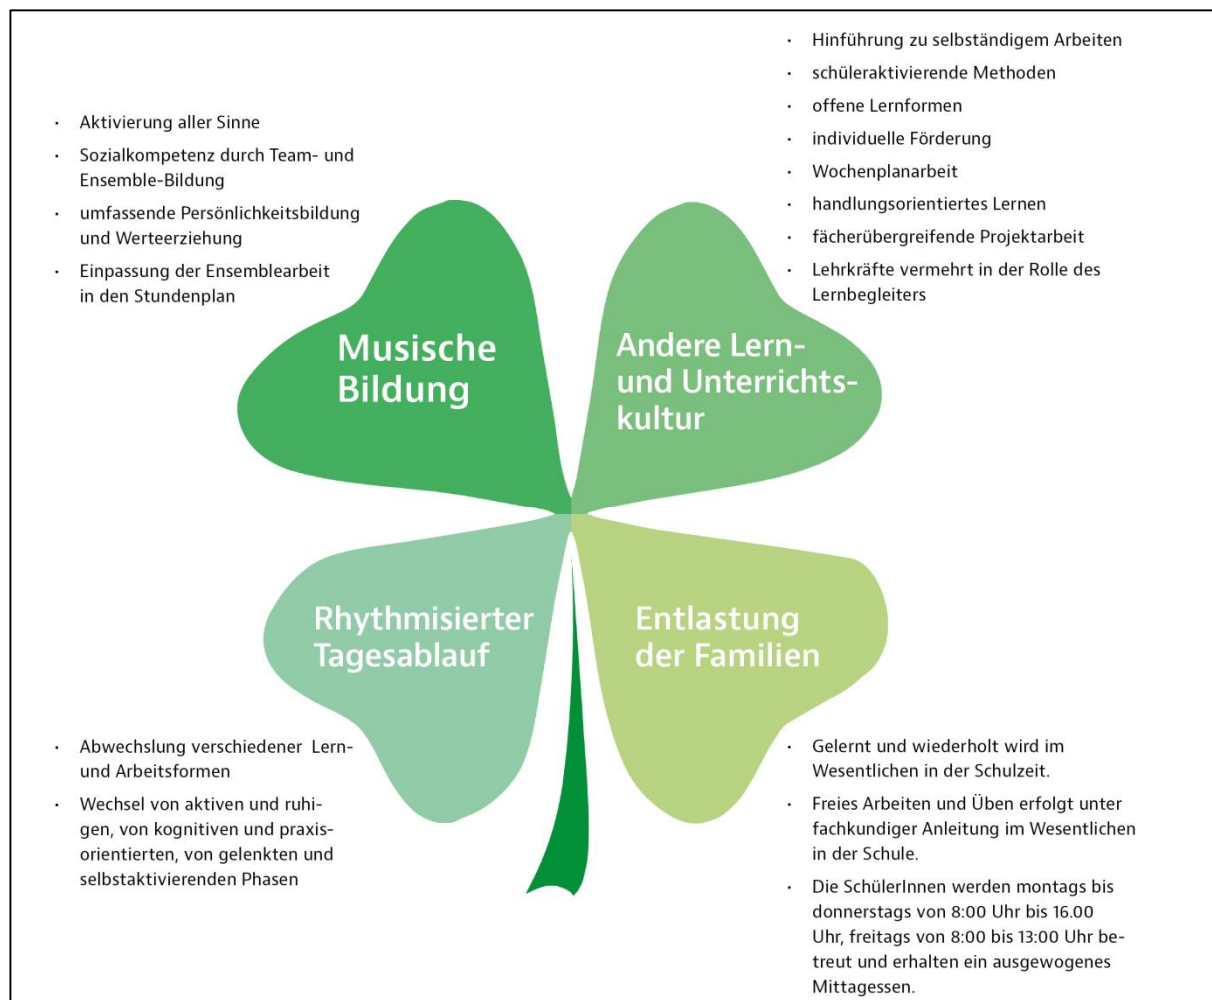 · Aktivierung aller Sinne
· Sozialkompetenz durch Team- und
Ensemble-Bildung
· umfassende Persönlichkeitsbildung
und Werteerziehung
· Einpassung der Ensemblearbeit
in den Stundenplan
Musische
Bildung
· Hinführung zu selbständigem Arbeiten
· schüleraktivierende Methoden
· offene Lernformen
· individuelle Förderung
· Wochenplanarbeit
· handlungsorientiertes Lernen
· fächerübergreifende Projektarbeit
· Lehrkräfte vermehrt in der Rolle des
Lernbegleiters
Andere Lern-
und Unterrichts-
kultur
Rhythmisierter
Tagesablauf
· Abwechslung verschiedener Lern-
und Arbeitsformen
· Wechsel von aktiven und ruhi-
gen, von kognitiven und praxis-
orientierten, von gelenkten und
selbstaktivierenden Phasen
Entlastung
der Familien
· Gelernt und wiederholt wird im
Wesentlichen in der Schulzeit.
· Freies Arbeiten und Üben erfolgt unter
fachkundiger Anleitung im Wesentlichen
in der Schule.
· Die SchülerInnen werden montags bis
donnerstags von 8:00 Uhr bis 16.00
Uhr, freitags von 8:00 bis 13:00 Uhr be-
treut und erhalten ein ausgewogenes
Mittagessen.